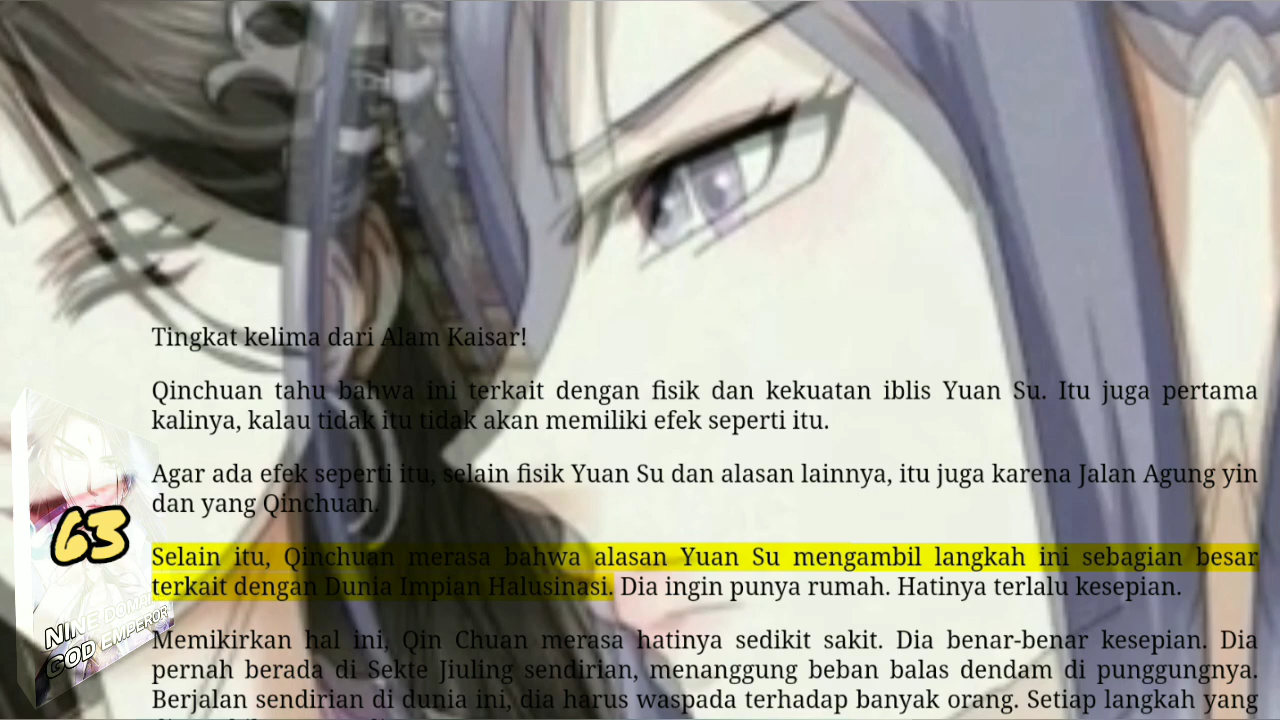 Tingkat kelima dari Alam Kaisar!
Qinchuan tahu bahwa ini terkait dengan fisik dan kekuatan iblis Yuan Su. Itu juga pertama
kalinya, kalau tidak itu tidak akan memiliki efek seperti itu.
Agar ada efek seperti itu, selain fisik Yuan Su dan alasan lainnya, itu juga karena Jalan Agung yin
dan yang Qinchuan.
Selain itu, Qinchuan merasa bahwa alasan Yuan Su mengambil langkah ini sebagian besar
terkait dengan Dunia Impian Halusinasi. Dia ingin punya rumah. Hatinya terlalu kesepian.
Memikirkan hal ini, Qin Chuan merasa hatinya sedikit sakit. Dia benar-benar kesepian. Dia
pernah berada di Sekte Jiuling sendirian, menanggung beban balas dendam di punggungnya.
Berjalan sendirian di dunia ini, dia harus waspada terhadap banyak orang. Setiap langkah yang
63
NINE DOMAIN
GOD EMPEROR